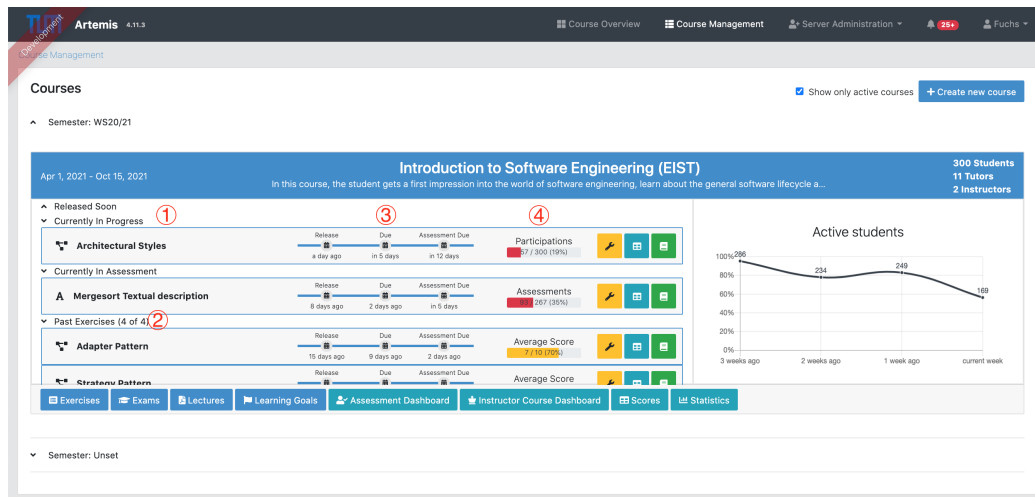 TUM Artemis 4.11.3 Course Overview Course Management Server Administration 25+ Fuchs
Development
Course Management
Courses
Show only active courses + Create new course
Semester: WS20/21
Apr 1, 2021 - Oct 15, 2021
Introduction to Software Engineering (EIST)
In this course, the student gets a first impression into the world of software engineering, learn about the general software lifecycle a...
300 Students
11 Tutors
2 Instructors
Released Soon
Currently In Progress
① ③ ④
Architectural Styles
Release Due Assessment Due
a day ago in 5 days in 12 days
Participations
57 / 300 (19%)
Currently In Assessment
A Mergesort Textual description
Release Due Assessment Due
8 days ago 2 days ago in 5 days
Assessments
93 / 267 (35%)
Past Exercises (4 of 4) ②
Adapter Pattern
Release Due Assessment Due
15 days ago 9 days ago 2 days ago
Average Score
7 / 10 (70%)
Strategy Pattern
Release Due Assessment Due
Average Score
Active students
100%
80%
60%
40%
20%
0%
286
234
249
169
3 weeks ago 2 weeks ago 1 week ago current week
Exercises Exams Lectures Learning Goals Assessment Dashboard Instructor Course Dashboard Scores Statistics
Semester: Unset